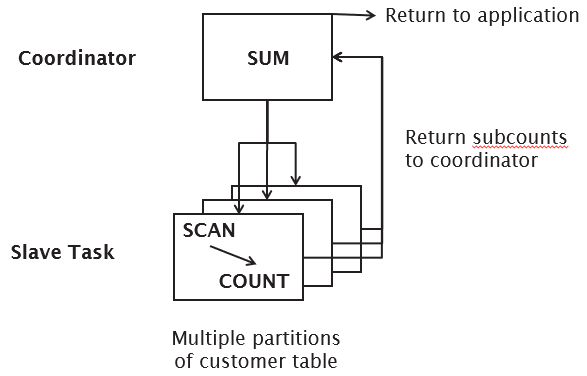 Return to application
Coordinator
SUM
Return subcounts
to coordinator
SCAN
Slave Task
COUNT
Multiple partitions
of customer table